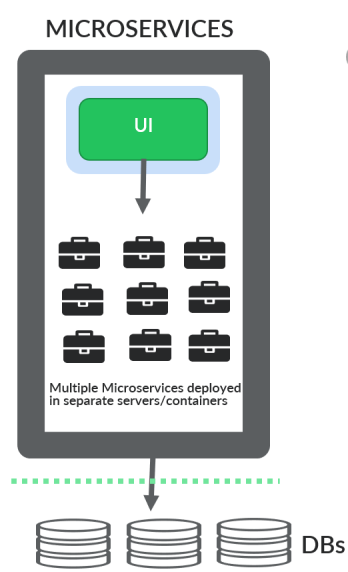 MICROSERVICES
UI
Multiple Microservices deployed
in separate servers/containers
DBs